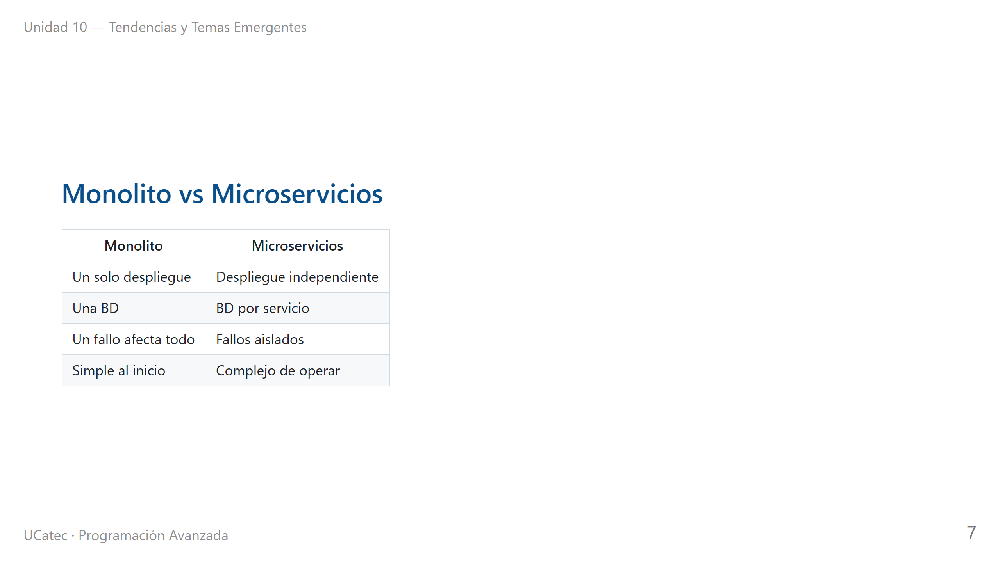 Unidad 10 — Tendencias y Temas Emergentes
Monolito vs Microservicios
Monolito Microservicios
Un solo despliegue Despliegue independiente
Una BD BD por servicio
Un fallo afecta todo Fallos aislados
Simple al inicio Complejo de operar
UCatec · Programación Avanzada
7